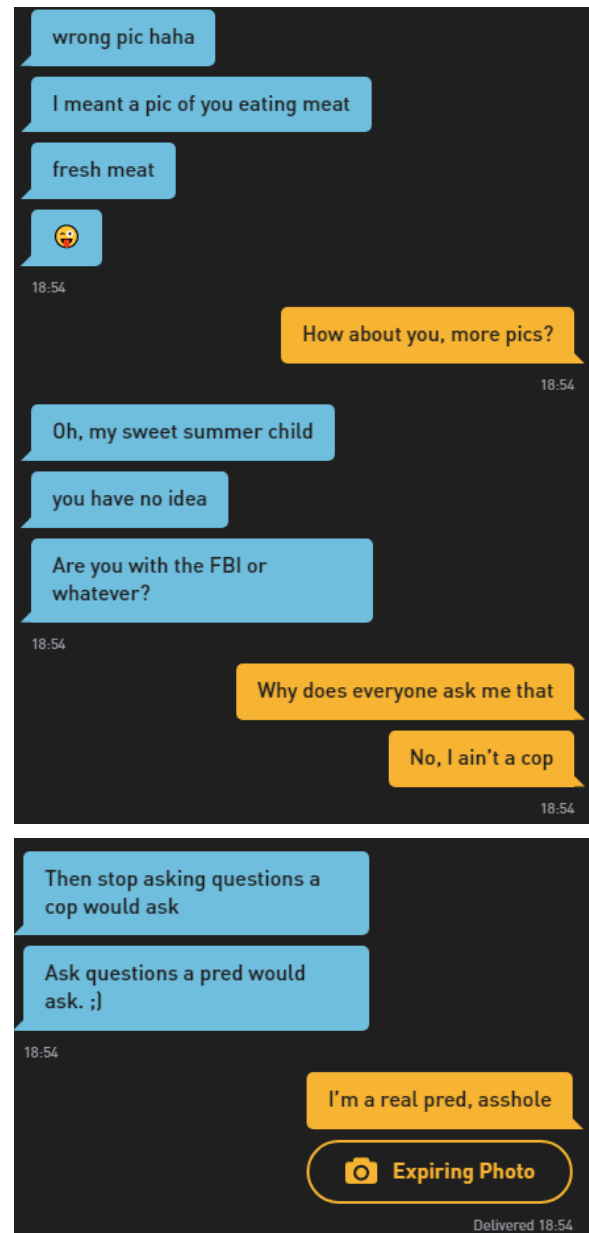 wrong pic haha
I meant a pic of you eating meat
fresh meat
😜
18:54
How about you, more pics?
18:54
Oh, my sweet summer child
you have no idea
Are you with the FBI or
whatever?
18:54
Why does everyone ask me that
No, I ain't a cop
18:54
Then stop asking questions a
cop would ask
Ask questions a pred would
ask. ;)
18:54
I'm a real pred, asshole
Expiring Photo
Delivered 18:54